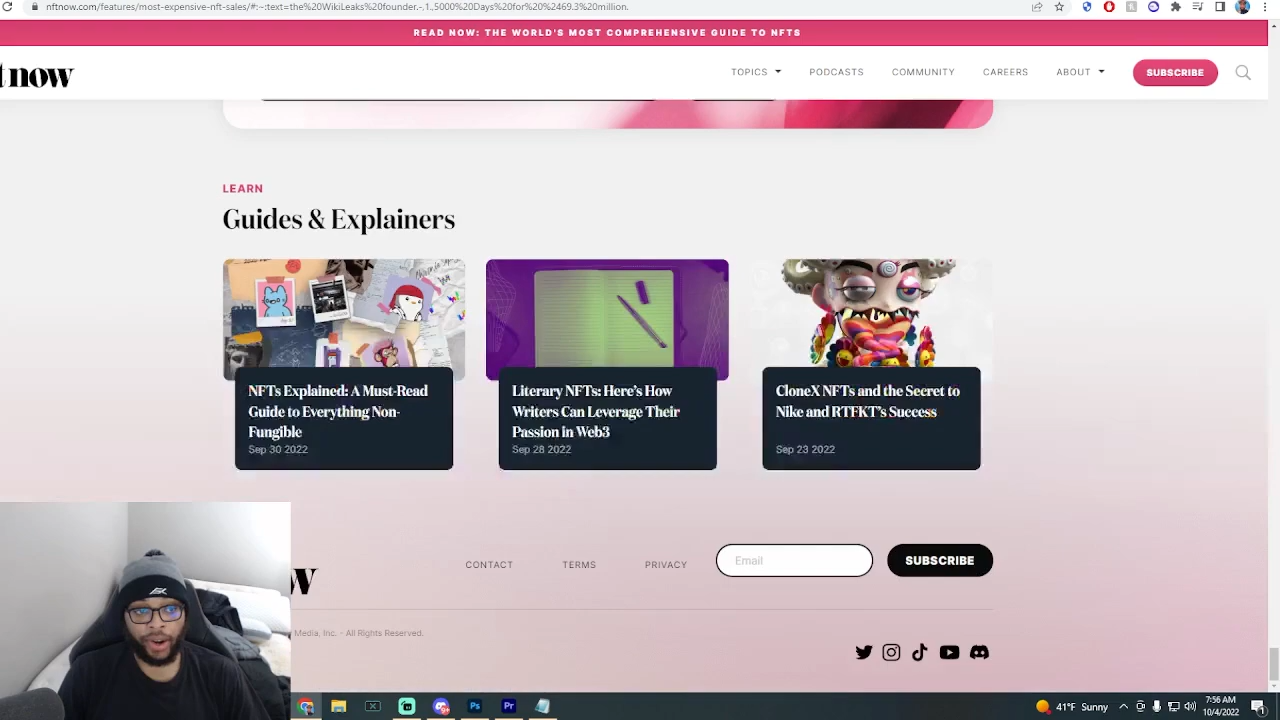 nftnow.com/features/most-expensive-nft-sales/#:~:text=the%20WikiLeaks%20founder.-,1.,5000%20Days%20for%20%2469.3%20million.
READ NOW: THE WORLD'S MOST COMPREHENSIVE GUIDE TO NFTS
now
TOPICS PODCASTS COMMUNITY CAREERS ABOUT SUBSCRIBE
LEARN
Guides & Explainers
NFTs Explained: A Must-Read
Guide to Everything Non-
Fungible
Sep 30 2022
Literary NFTs: Here's How
Writers Can Leverage Their
Passion in Web3
Sep 28 2022
CloneX NFTs and the Secret to
Nike and RTFKT's Success
Sep 23 2022
CONTACT TERMS PRIVACY Email SUBSCRIBE
Media, Inc. - All Rights Reserved.
41°F Sunny
7:56 AM
10/4/2022